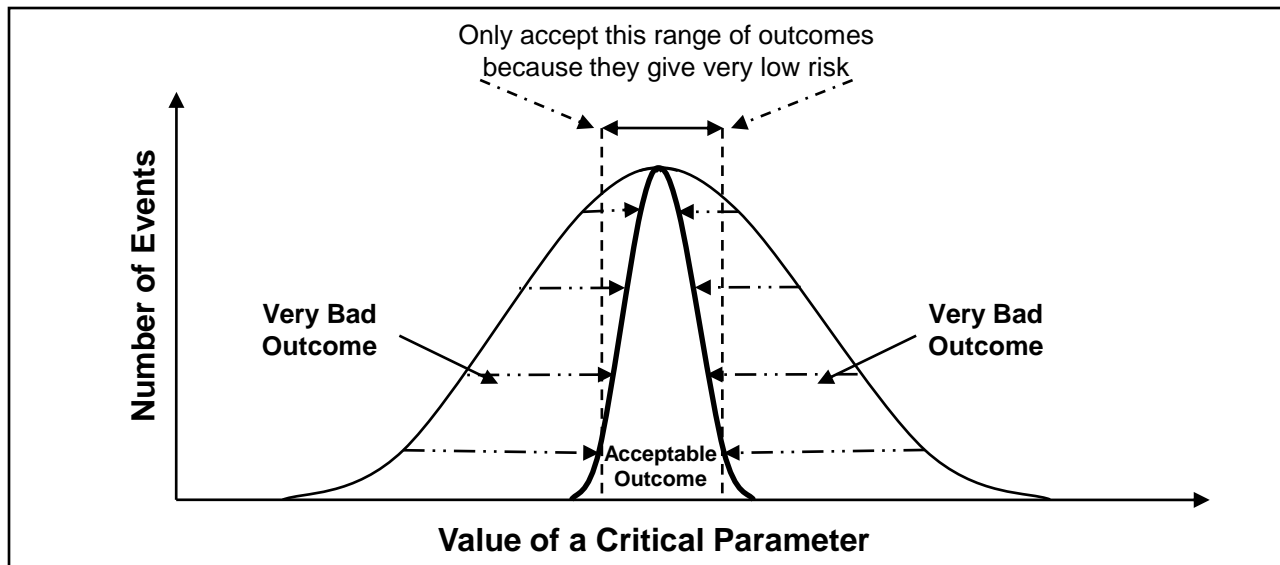 Only accept this range of outcomes
because they give very low risk
Number of Events
Very Bad
Outcome
Very Bad
Outcome
Acceptable
Outcome
Value of a Critical Parameter